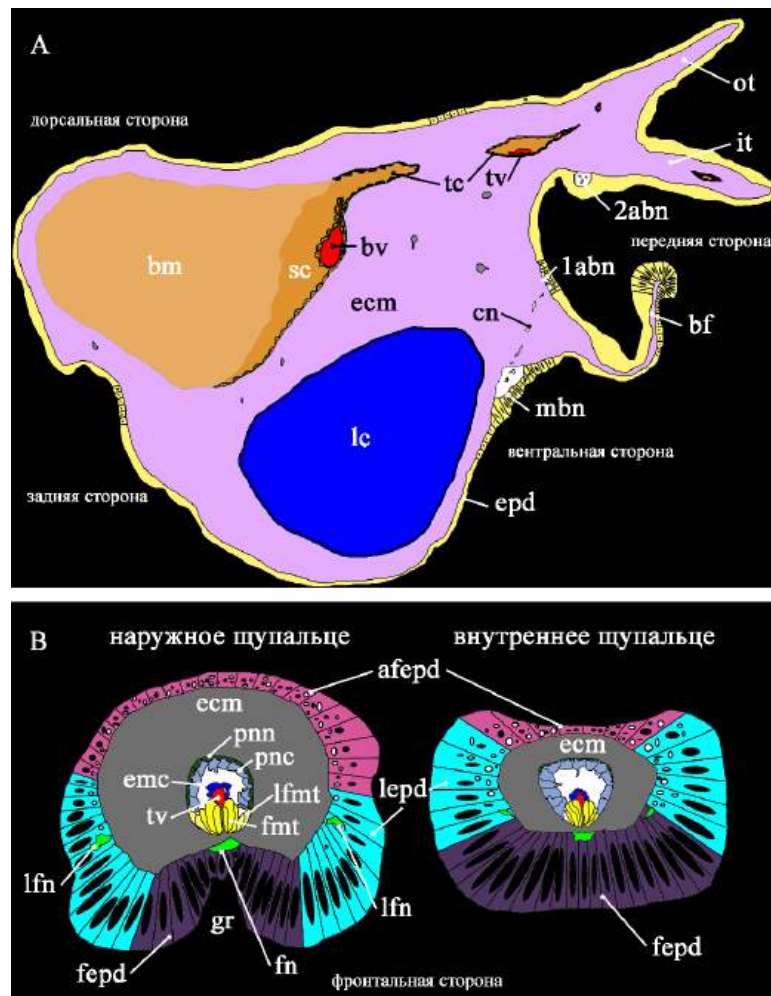 A
дорсальная сторона
ot
it
tc
tv
2abn
передняя сторона
bm
sc
bv
1abn
ecm
cn
bf
mbn
lc
вентральная сторона
задняя сторона
epd
B
наружное щупальце
внутреннее щупальце
afepd
ecm
ecm
pnn
pnc
emc
lepd
tv
lfmt
fmt
lfn
lfn
gr
fepd
fn
fepd
фронтальная сторона